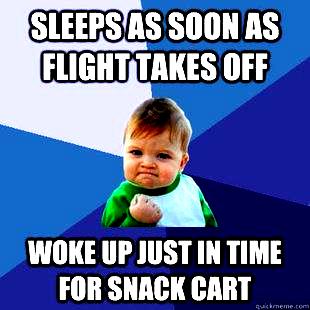 SLEEPS AS SOON AS
FLIGHT TAKES OFF
WOKE UP JUST IN TIME
FOR SNACK CART
quickmeme.com